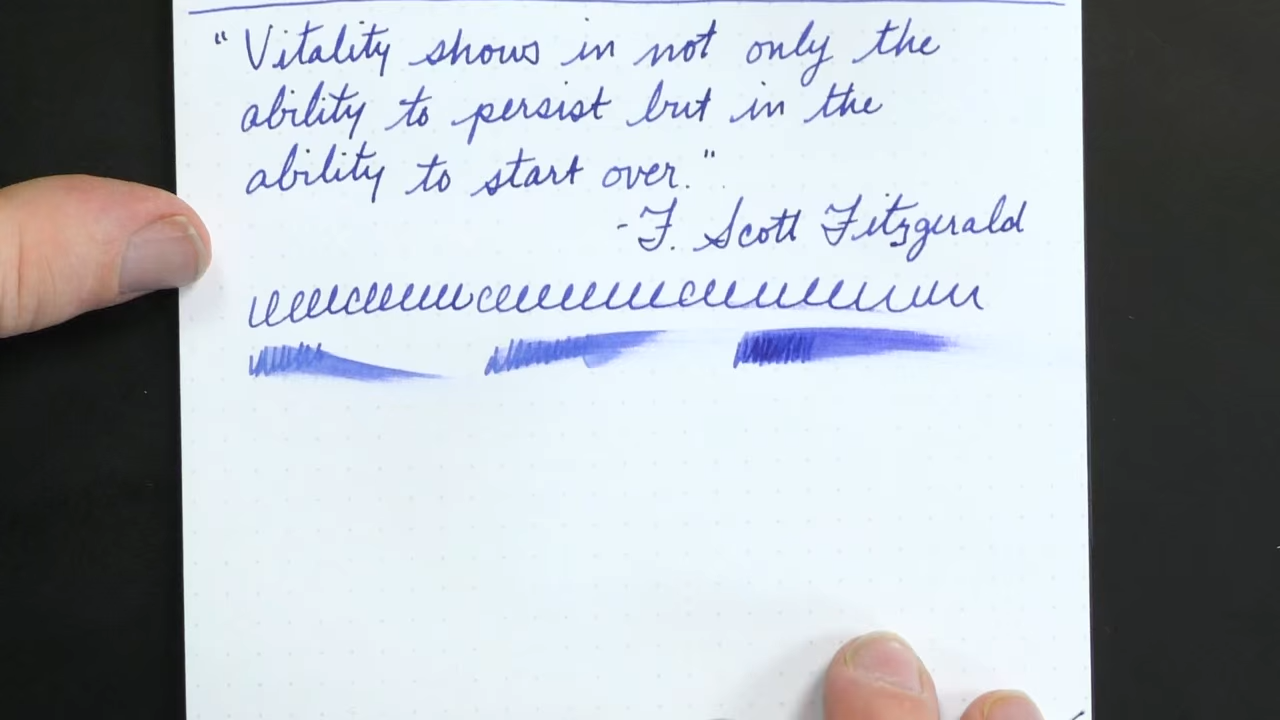 "Vitality shows in not only the
ability to persist but in the
ability to start over."
-F. Scott Fitzgerald